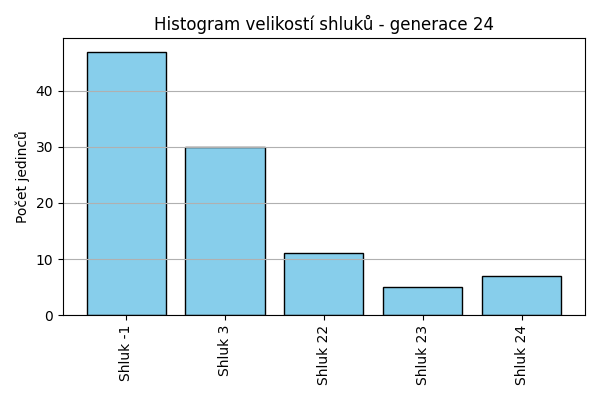 Histogram velikostí shluků - generace 24
Počet jedinců
40
30
20
10
0
Shluk -1
Shluk 3
Shluk 22
Shluk 23
Shluk 24